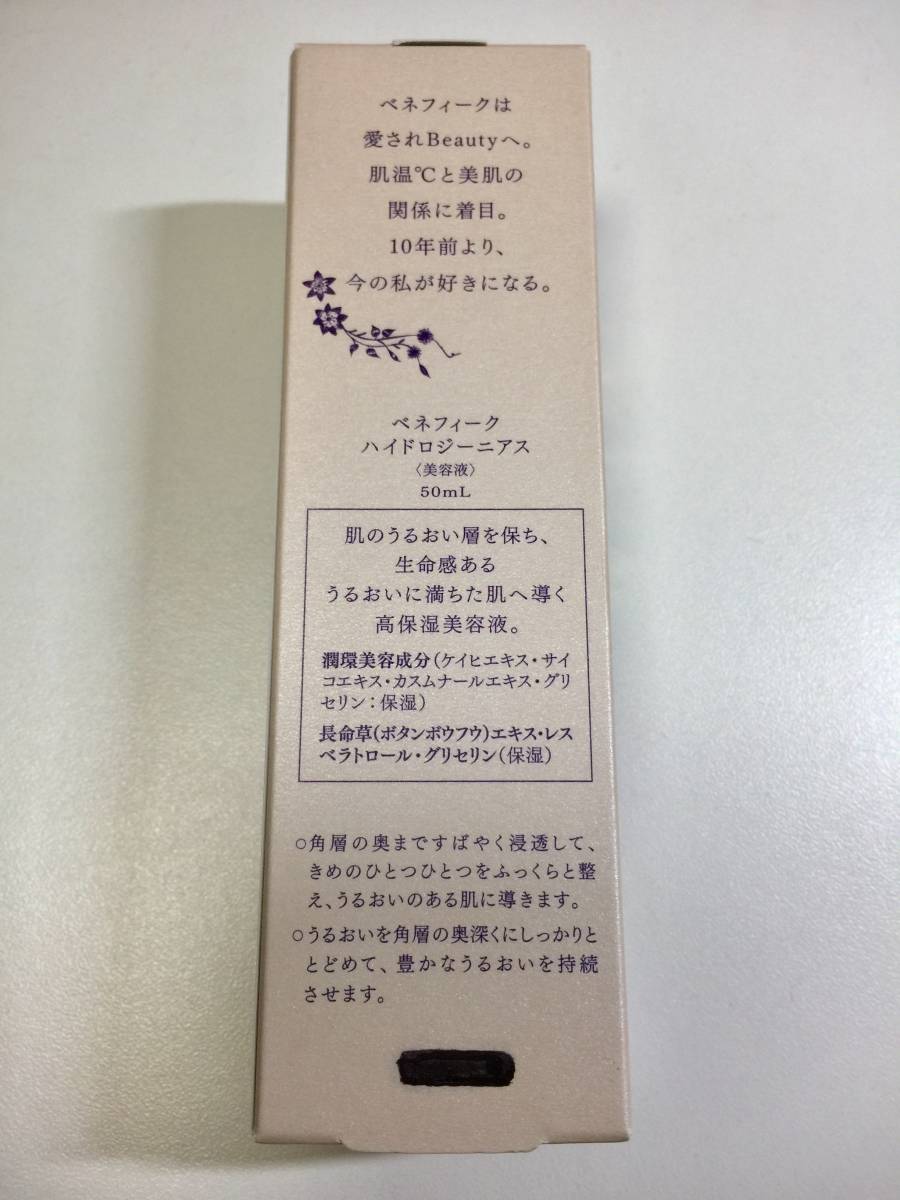 ベネフィークは
愛されBeautyへ。
肌温℃と美肌の
関係に着目。
10年前より、
今の私が好きになる。
ベネフィーク
ハイドロジーニアス
〈美容液〉
50mL
肌のうるおい層を保ち、
生命感ある
うるおいに満ちた肌へ導く
高保湿美容液。
潤環美容成分(ケイヒエキス・サイ
コエキス・カスムナールエキス・グリ
セリン：保湿)
長命草(ボタンボウフウ)エキス・レス
ベラトロール・グリセリン(保湿)
○角層の奥まですばやく浸透して、
きめのひとつひとつをふっくらと整
え、うるおいのある肌に導きます。
○うるおいを角層の奥深くにしっかりと
とどめて、豊かなうるおいを持続
させます。